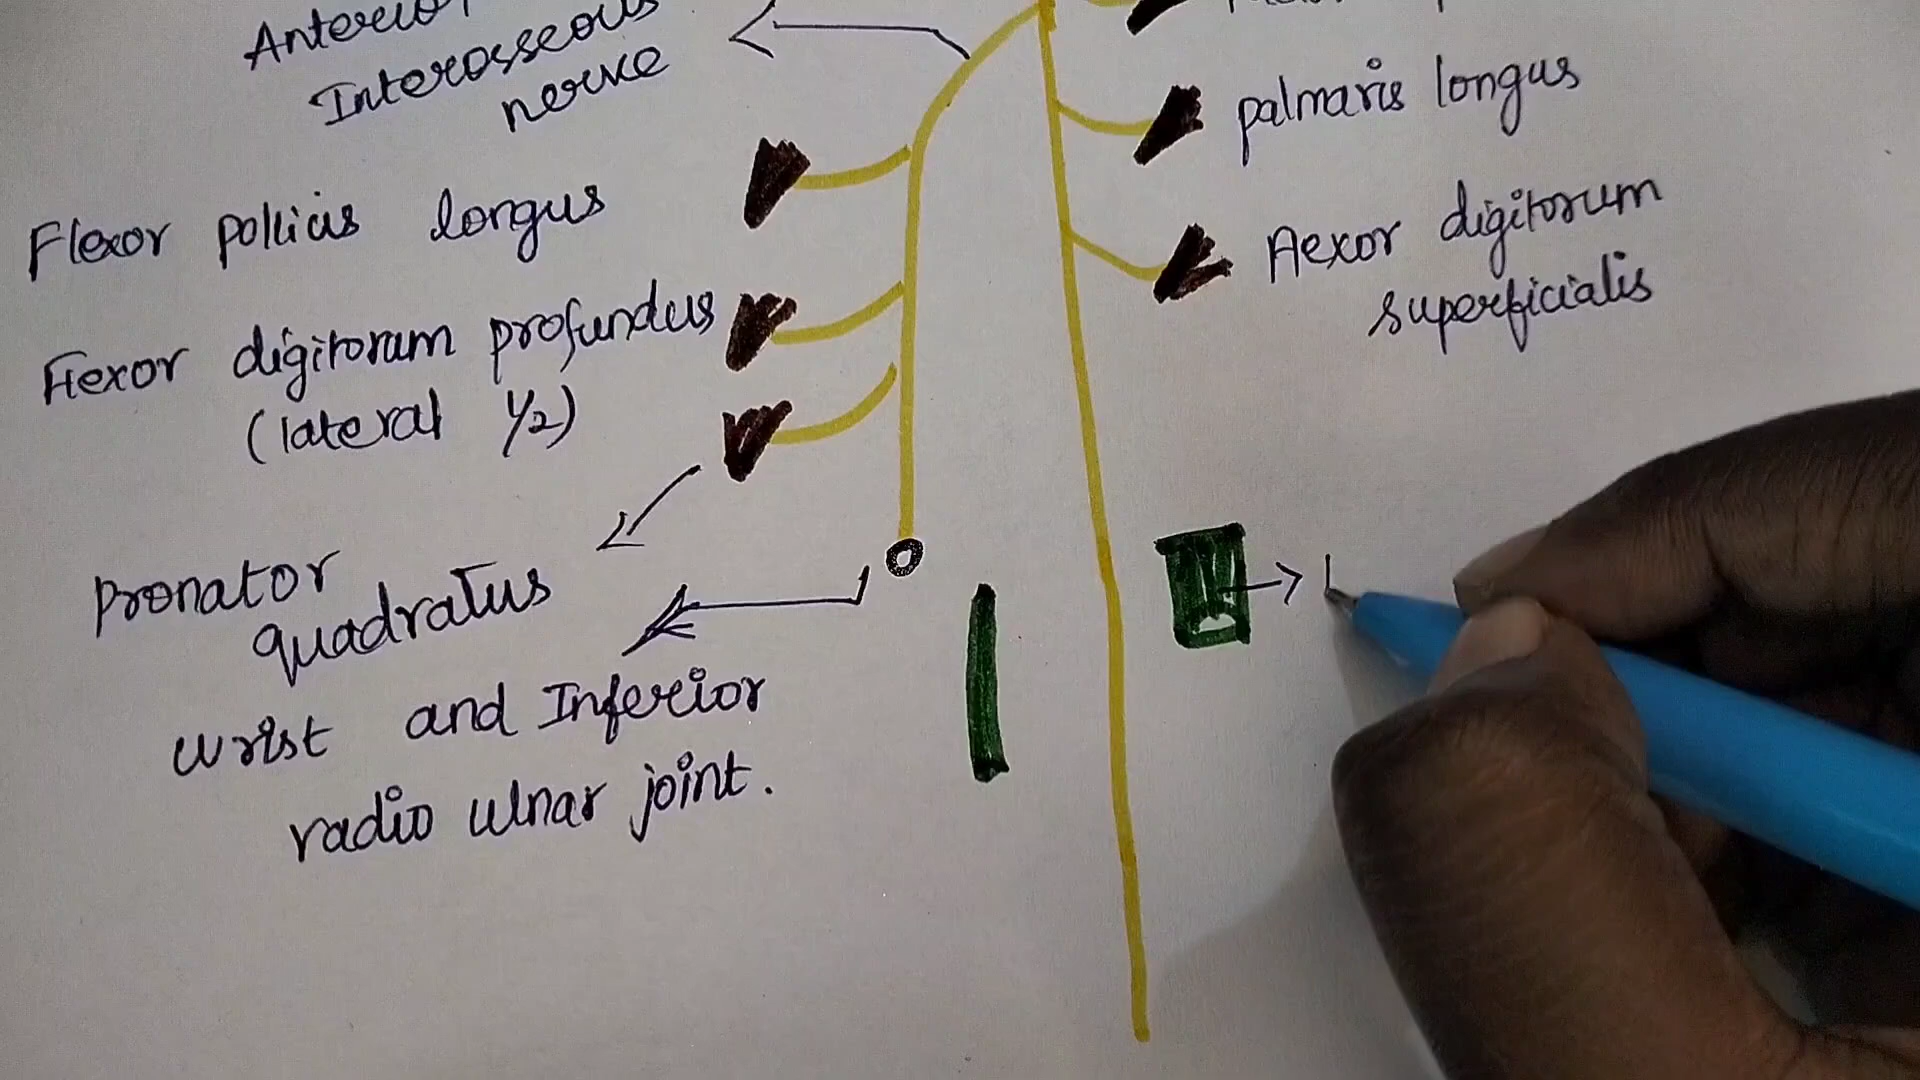 Anterior
Interosseous
nerve
palmaris longus
Flexor pollicis longus
Flexor digitorum
superficialis
Flexor digitorum profundus
(lateral 1/2)
Pronator
quadratus
wrist and Inferior
radio ulnar joint.